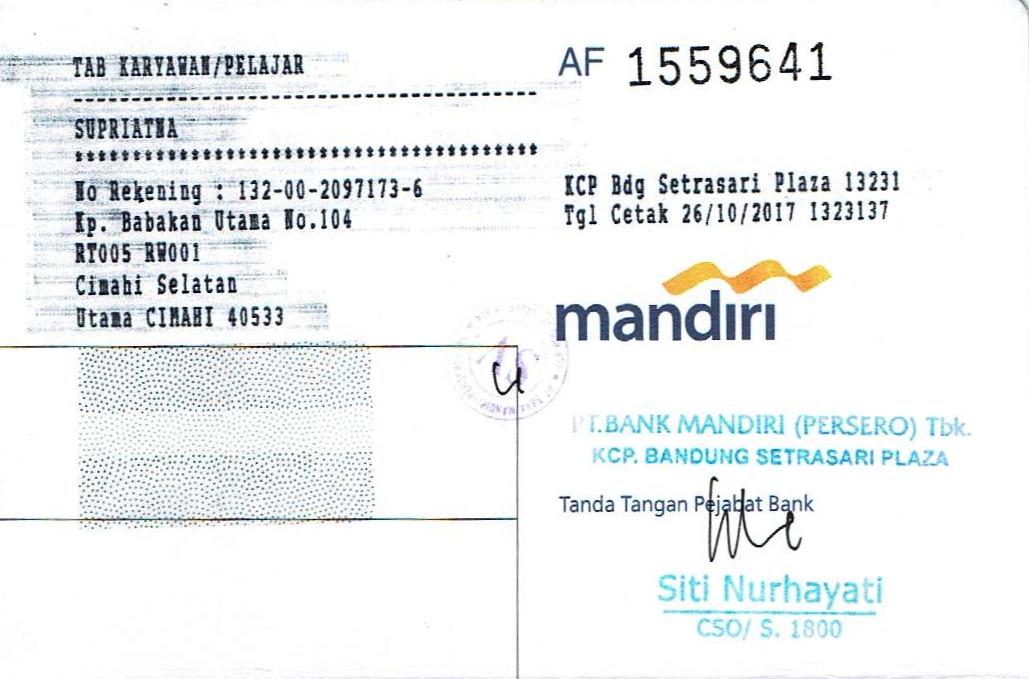 TAB KARYAWAN/PELAJAR
SUPRIATNA
No Rekening : 132-00-2097173-6
Kp. Babakan Utama No.104
RT005 RW001
Cimahi Selatan
Utama CIMAHI 40533
AF 1559641
KCP Bdg Setrasari Plaza 13231
Tgl Cetak 26/10/2017 1323137
mandiri
PT.BANK MANDIRI (PERSERO) Tbk.
KCP. BANDUNG SETRASARI PLAZA
Tanda Tangan Pejabat Bank
Siti Nurhayati
CSO/ S. 1800